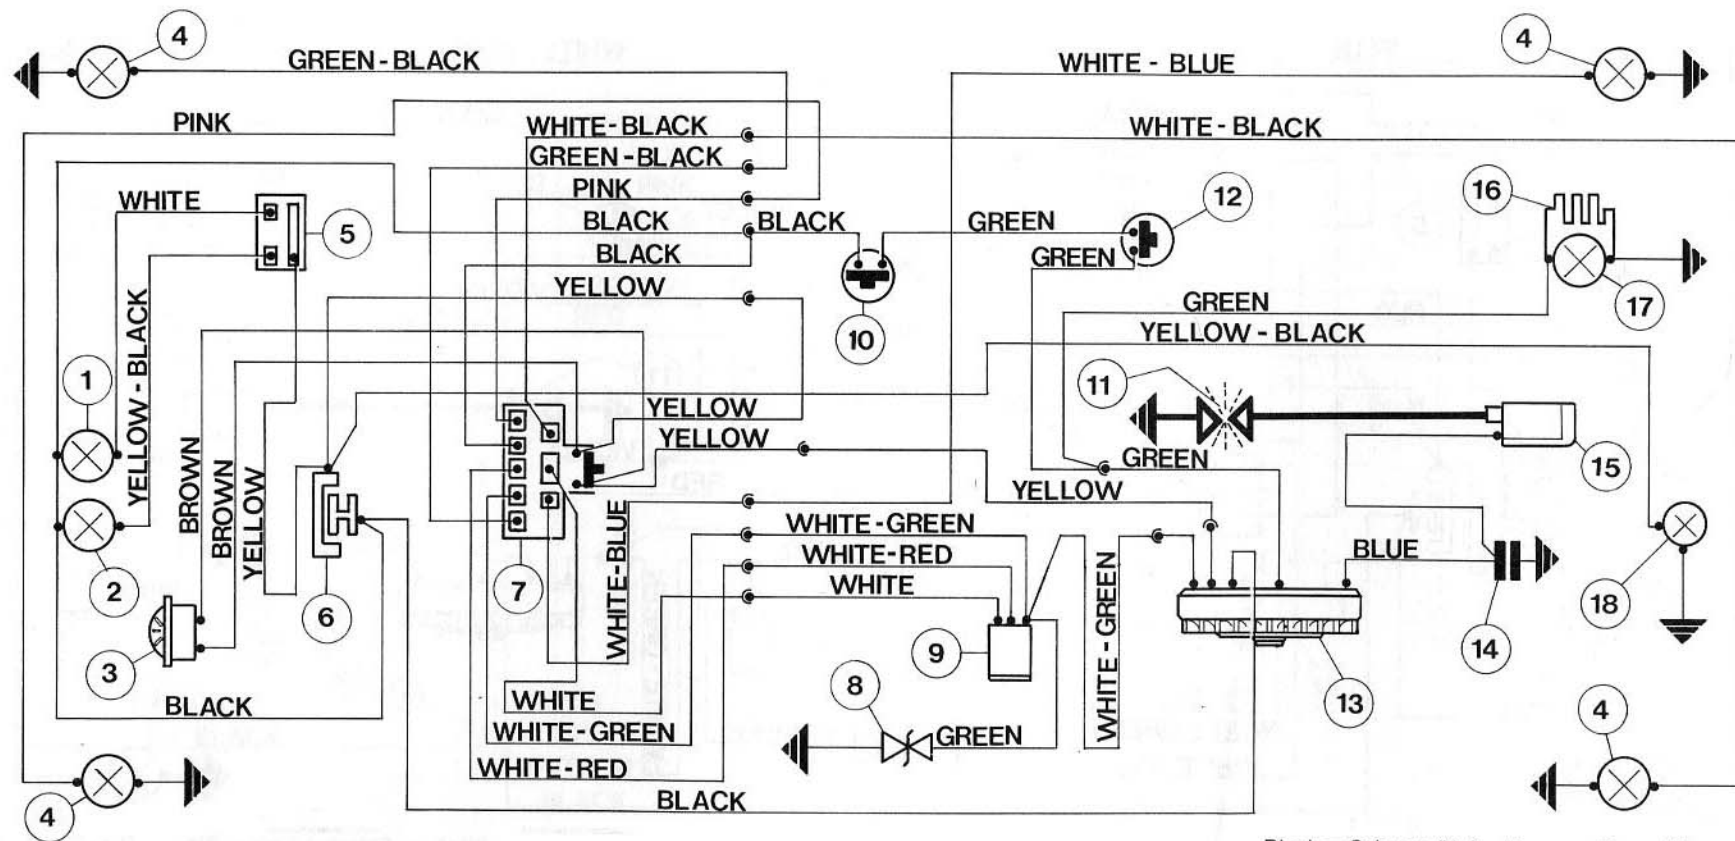 4
4
GREEN-BLACK
WHITE - BLUE
PINK
WHITE-BLACK
WHITE-BLACK
GREEN-BLACK
16
12
WHITE
PINK
5
BLACK
BLACK
GREEN
GREEN
BLACK
YELLOW
10
GREEN
17
YELLOW - BLACK
1
YELLOW-BLACK
11
YELLOW
YELLOW
BROWN
BROWN
YELLOW
GREEN
15
YELLOW
WHITE-GREEN
WHITE-BLUE
WHITE-RED
WHITE
BLUE
2
6
7
WHITE-GREEN
18
3
9
14
8
13
WHITE
BLACK
WHITE-GREEN
GREEN
4
WHITE-RED
BLACK
4